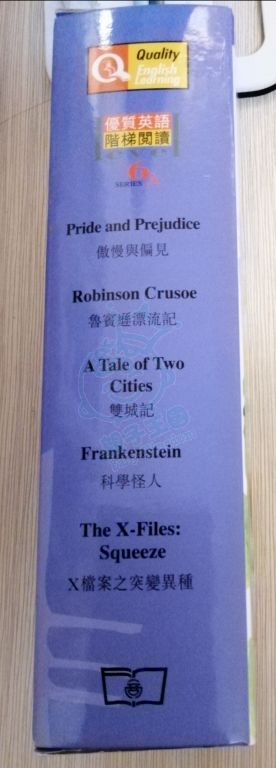 Quality
English
Learning
優質英語
階梯閱讀
SERIES
Pride and Prejudice
傲慢與偏見
Robinson Crusoe
魯賓遜漂流記
A Tale of Two
Cities
雙城記
Frankenstein
科學怪人
The X-Files:
Squeeze
X檔案之突變異種